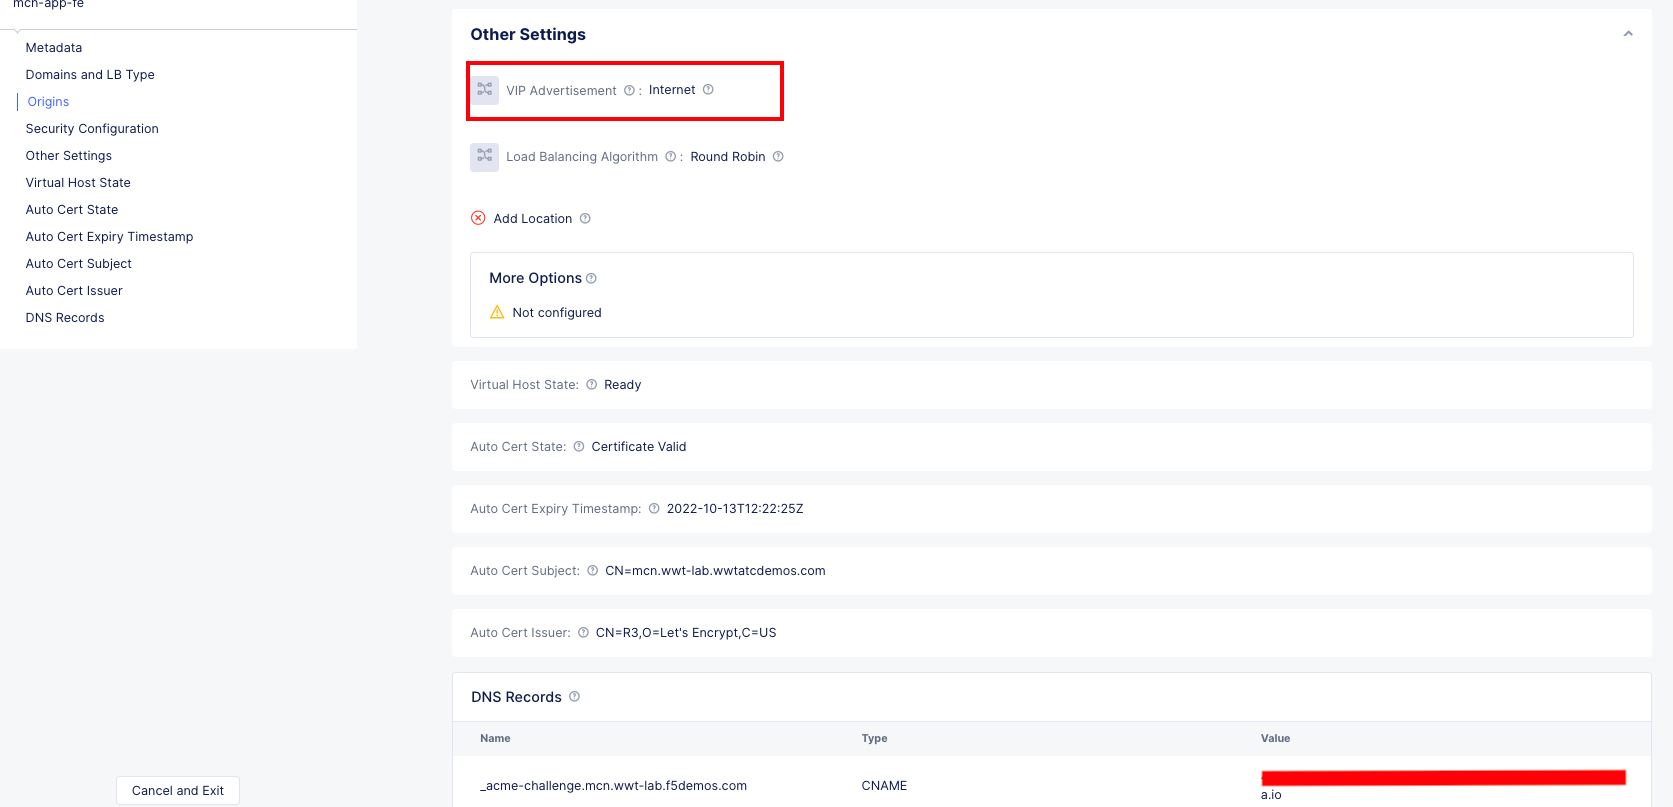 mcn-app-fe
Metadata
Domains and LB Type
Origins
Security Configuration
Other Settings
Virtual Host State
Auto Cert State
Auto Cert Expiry Timestamp
Auto Cert Subject
Auto Cert Issuer
DNS Records
Cancel and Exit
Other Settings
VIP Advertisement : Internet
Load Balancing Algorithm : Round Robin
Add Location
More Options
Not configured
Virtual Host State: Ready
Auto Cert State: Certificate Valid
Auto Cert Expiry Timestamp: 2022-10-13T12:22:25Z
Auto Cert Subject: CN=mcn.wwt-lab.wwtatcdemos.com
Auto Cert Issuer: CN=R3,O=Let's Encrypt,C=US
DNS Records
Name Type Value
_acme-challenge.mcn.wwt-lab.f5demos.com CNAME
a.io